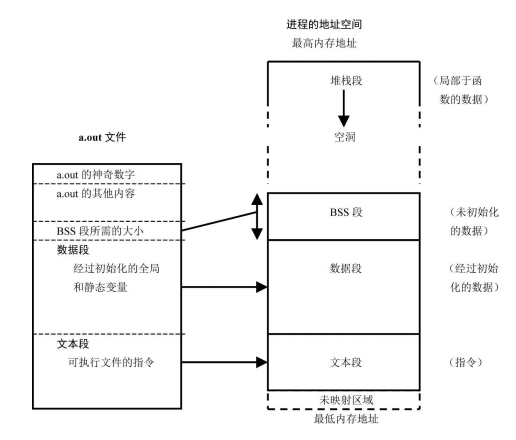 进程的地址空间
最高内存地址
堆栈段
（局部于函
数的数据）
空洞
a.out 文件
a.out 的神奇数字
a.out 的其他内容
BSS 段所需的大小
数据段
经过初始化的全局
和静态变量
文本段
可执行文件的指令
BSS 段
（未初始化
的数据）
数据段
（经过初始
化的数据）
文本段
（指令）
未映射区域
最低内存地址